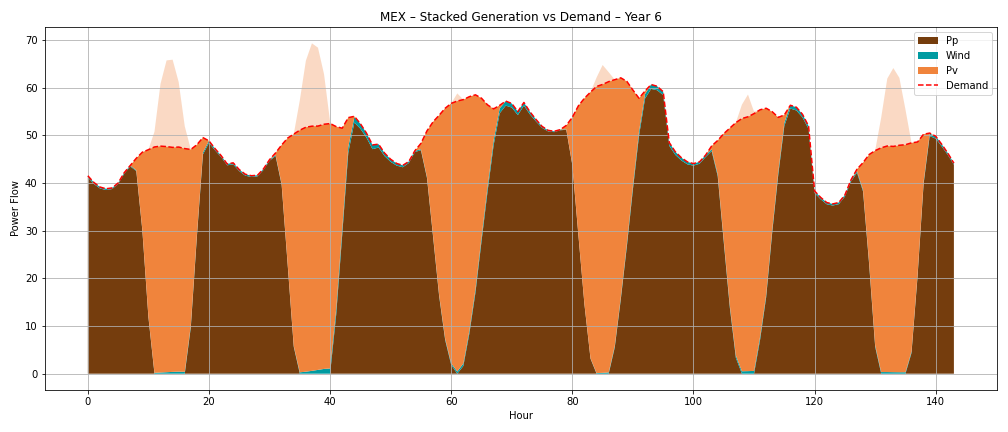 MEX – Stacked Generation vs Demand – Year 6
70
60
50
40
30
20
10
0
Power Flow
Pp
Wind
Pv
Demand
0 20 40 60 80 100 120 140
Hour